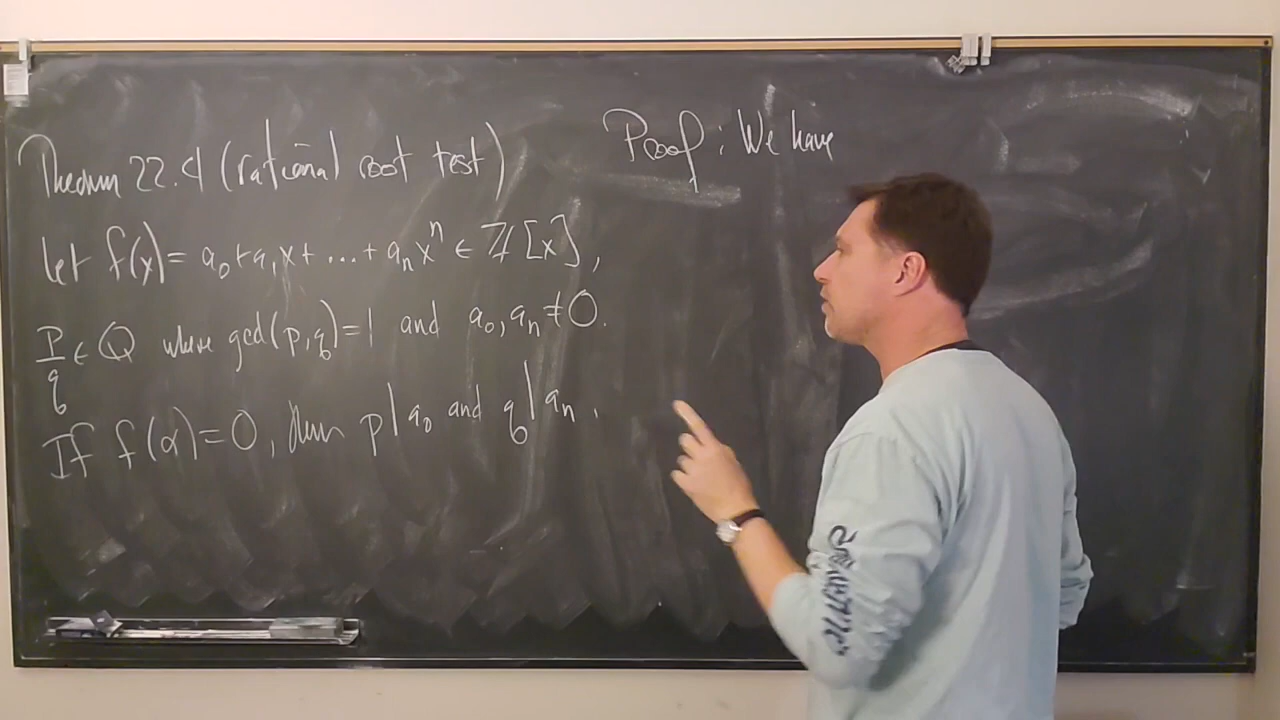 Theorem 22.4 (rational root test)
Let f(x) = a₀ + a₁x + ... + aₙxⁿ ∈ ℤ[x],
p/q ∈ ℚ where gcd(p,q)=1 and a₀, aₙ ≠ 0.
If f(α)=0, then p|a₀ and q|aₙ.
Proof: We have